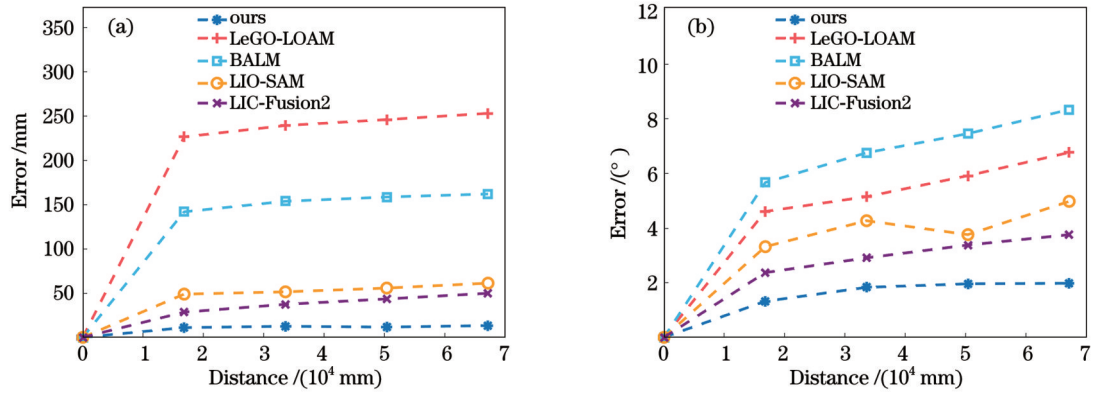 (a)
ours
LeGO-LOAM
BALM
LIO-SAM
LIC-Fusion2
350
300
250
200
150
100
50
Error /mm
0 1 2 3 4 5 6 7
Distance /(10⁴ mm)
(b)
ours
LeGO-LOAM
BALM
LIO-SAM
LIC-Fusion2
12
10
8
6
4
2
Error /(° )
0 1 2 3 4 5 6 7
Distance /(10⁴ mm)